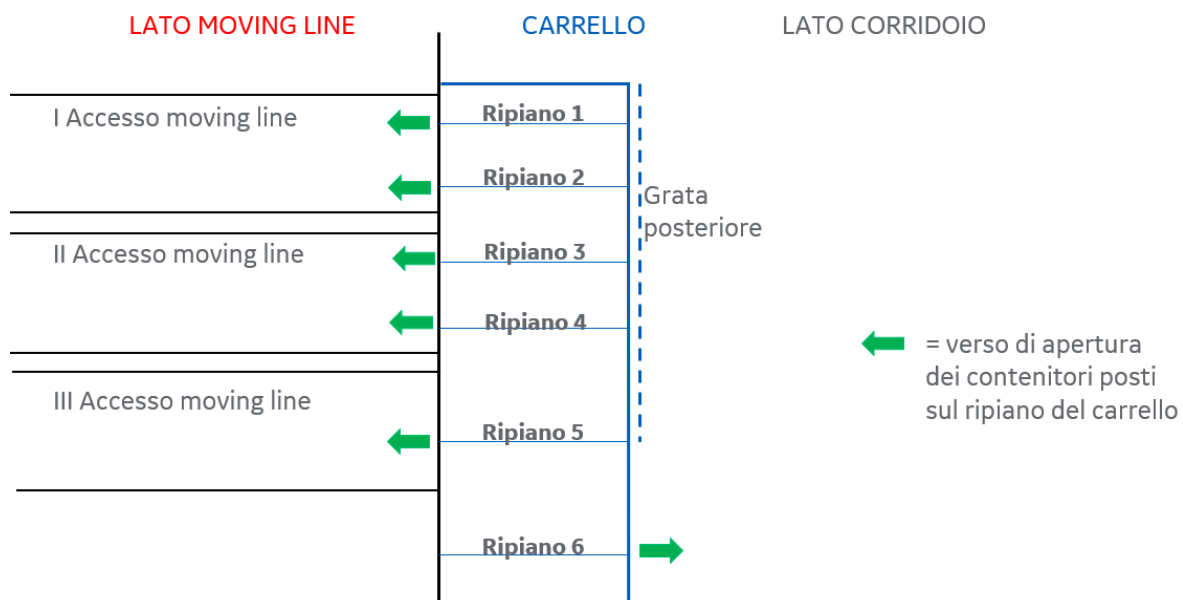 LATO MOVING LINE
CARRELLO
LATO CORRIDOIO
I Accesso moving line
Ripiano 1
Ripiano 2
Grata
posteriore
II Accesso moving line
Ripiano 3
Ripiano 4
= verso di apertura
dei contenitori posti
sul ripiano del carrello
III Accesso moving line
Ripiano 5
Ripiano 6